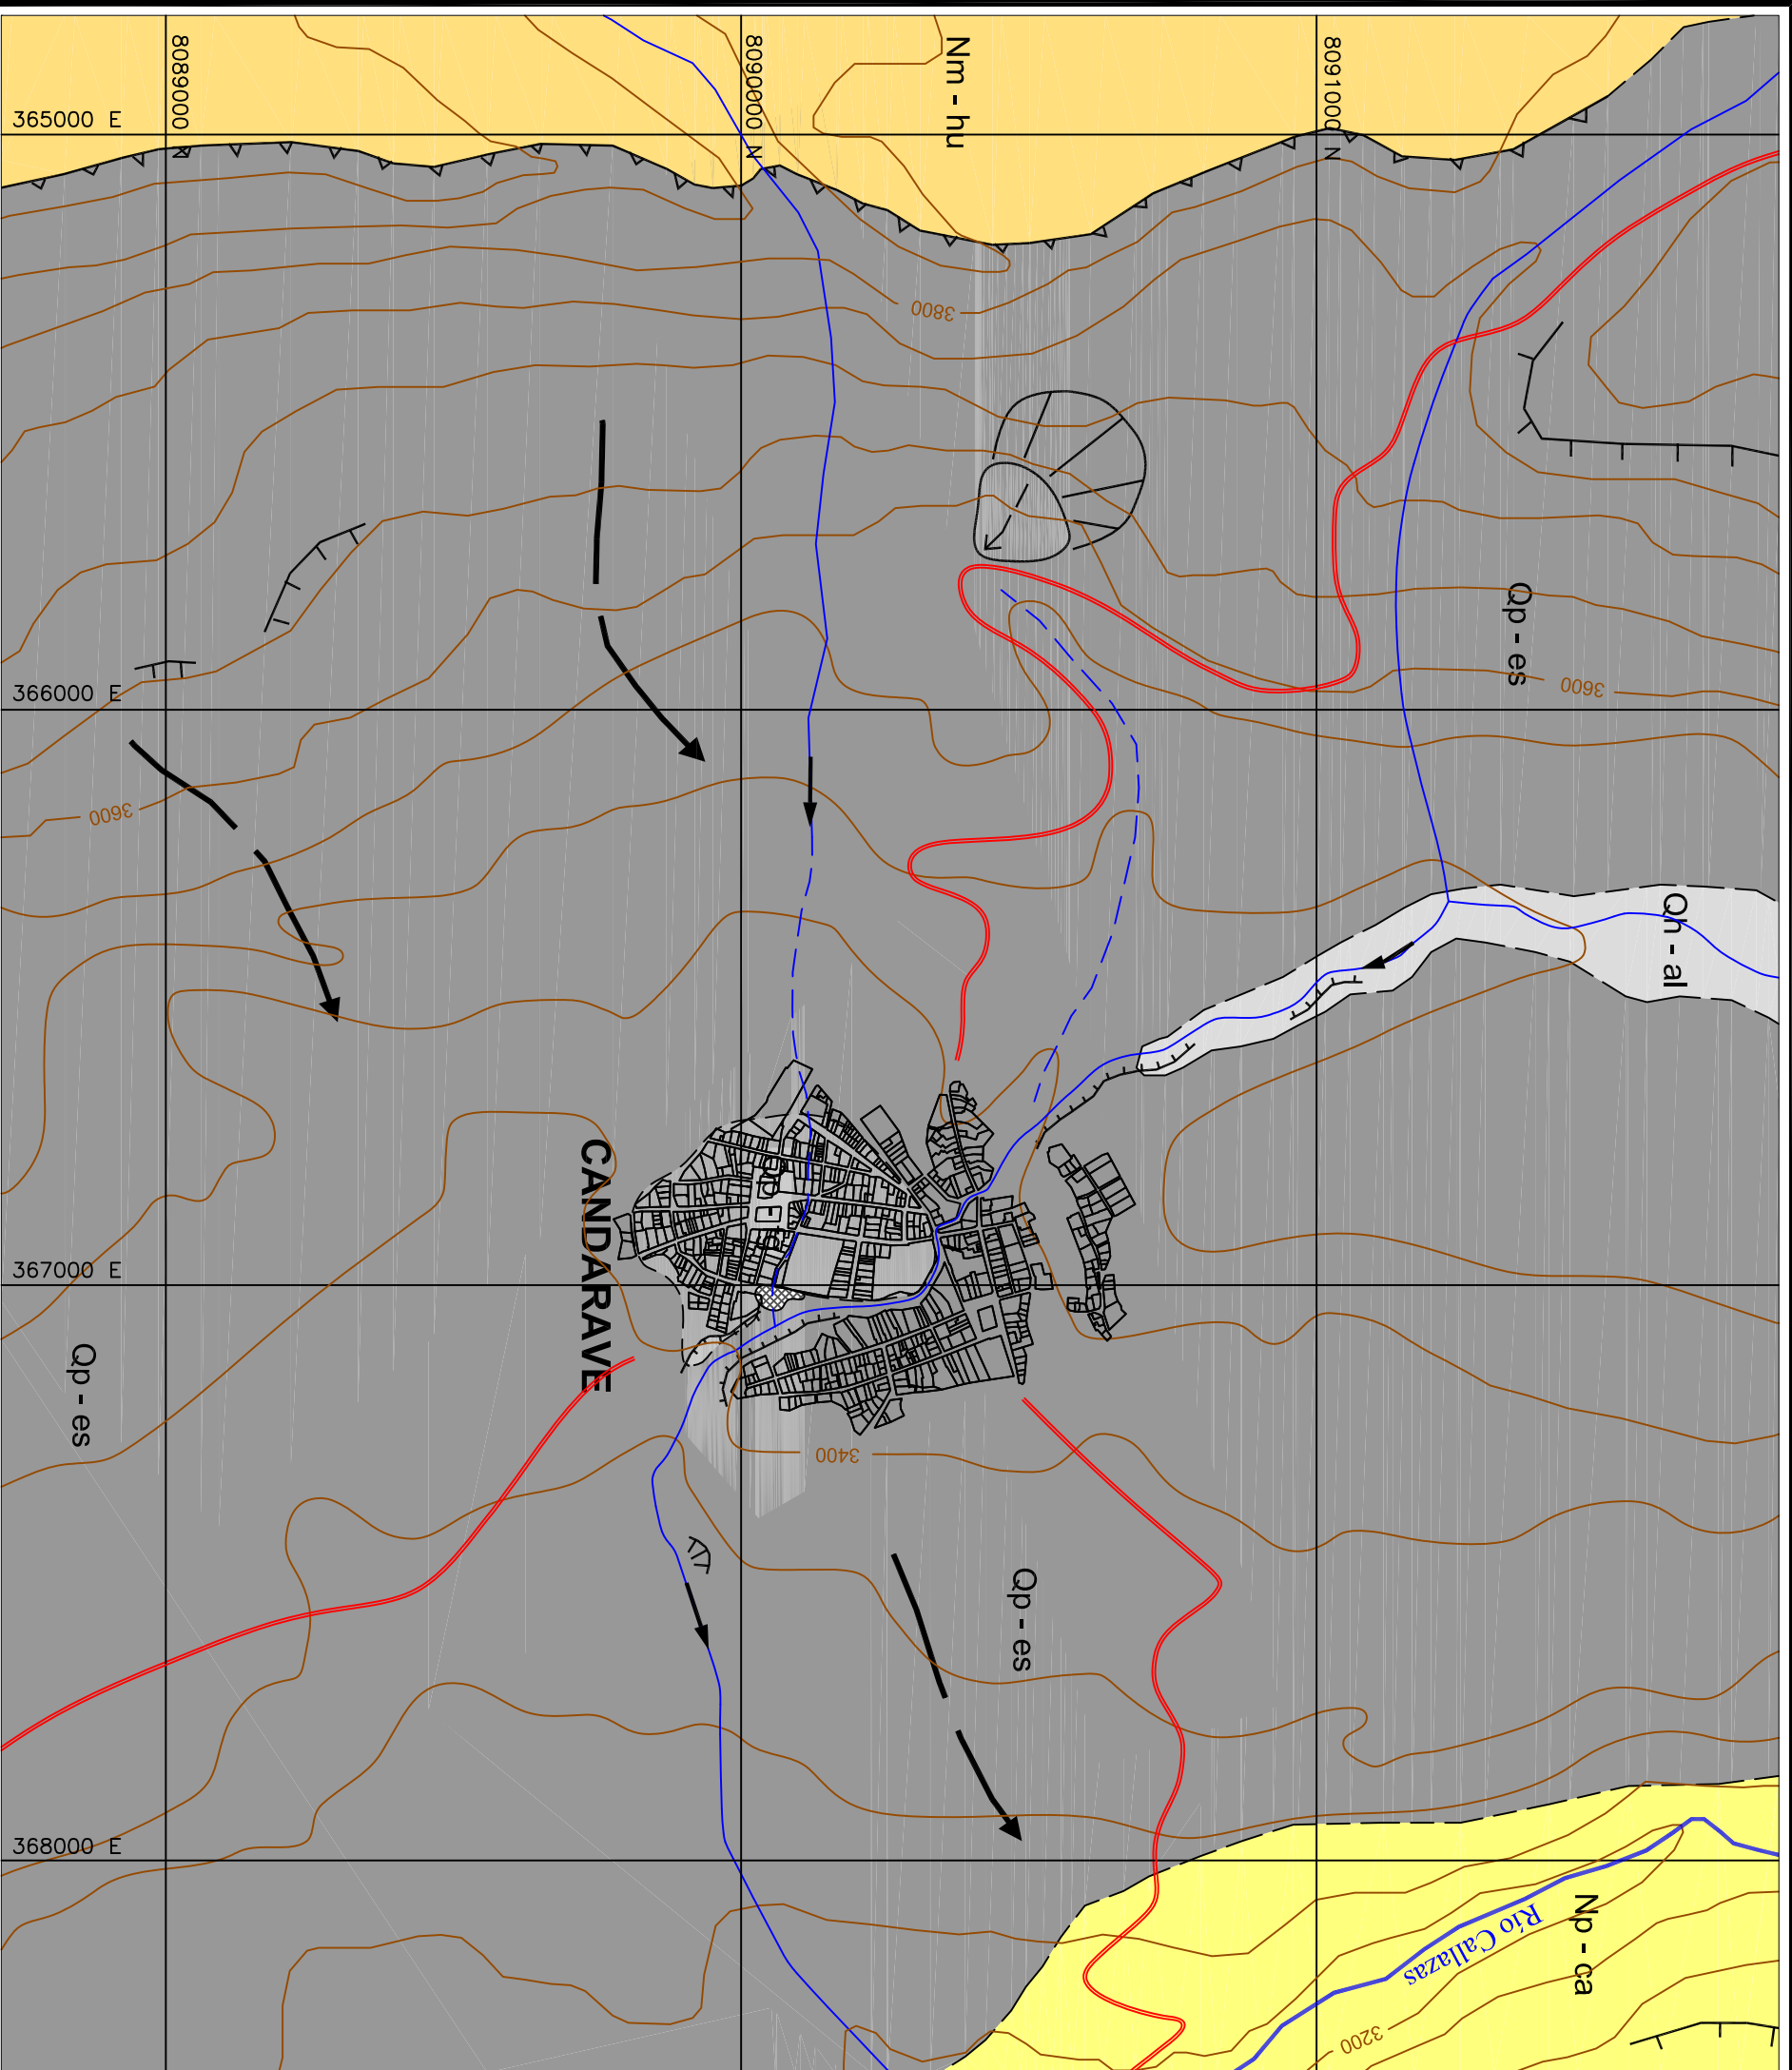 8089000 N
8090000 N
8091000 N
Nm - hu
365000 E
3800
Qp - es
3600
366000 E
3600
Qh - al
CANDARAVE
367000 E
Qp - es
3400
Qp - es
368000 E
Np - ca
Río Callazas
3200